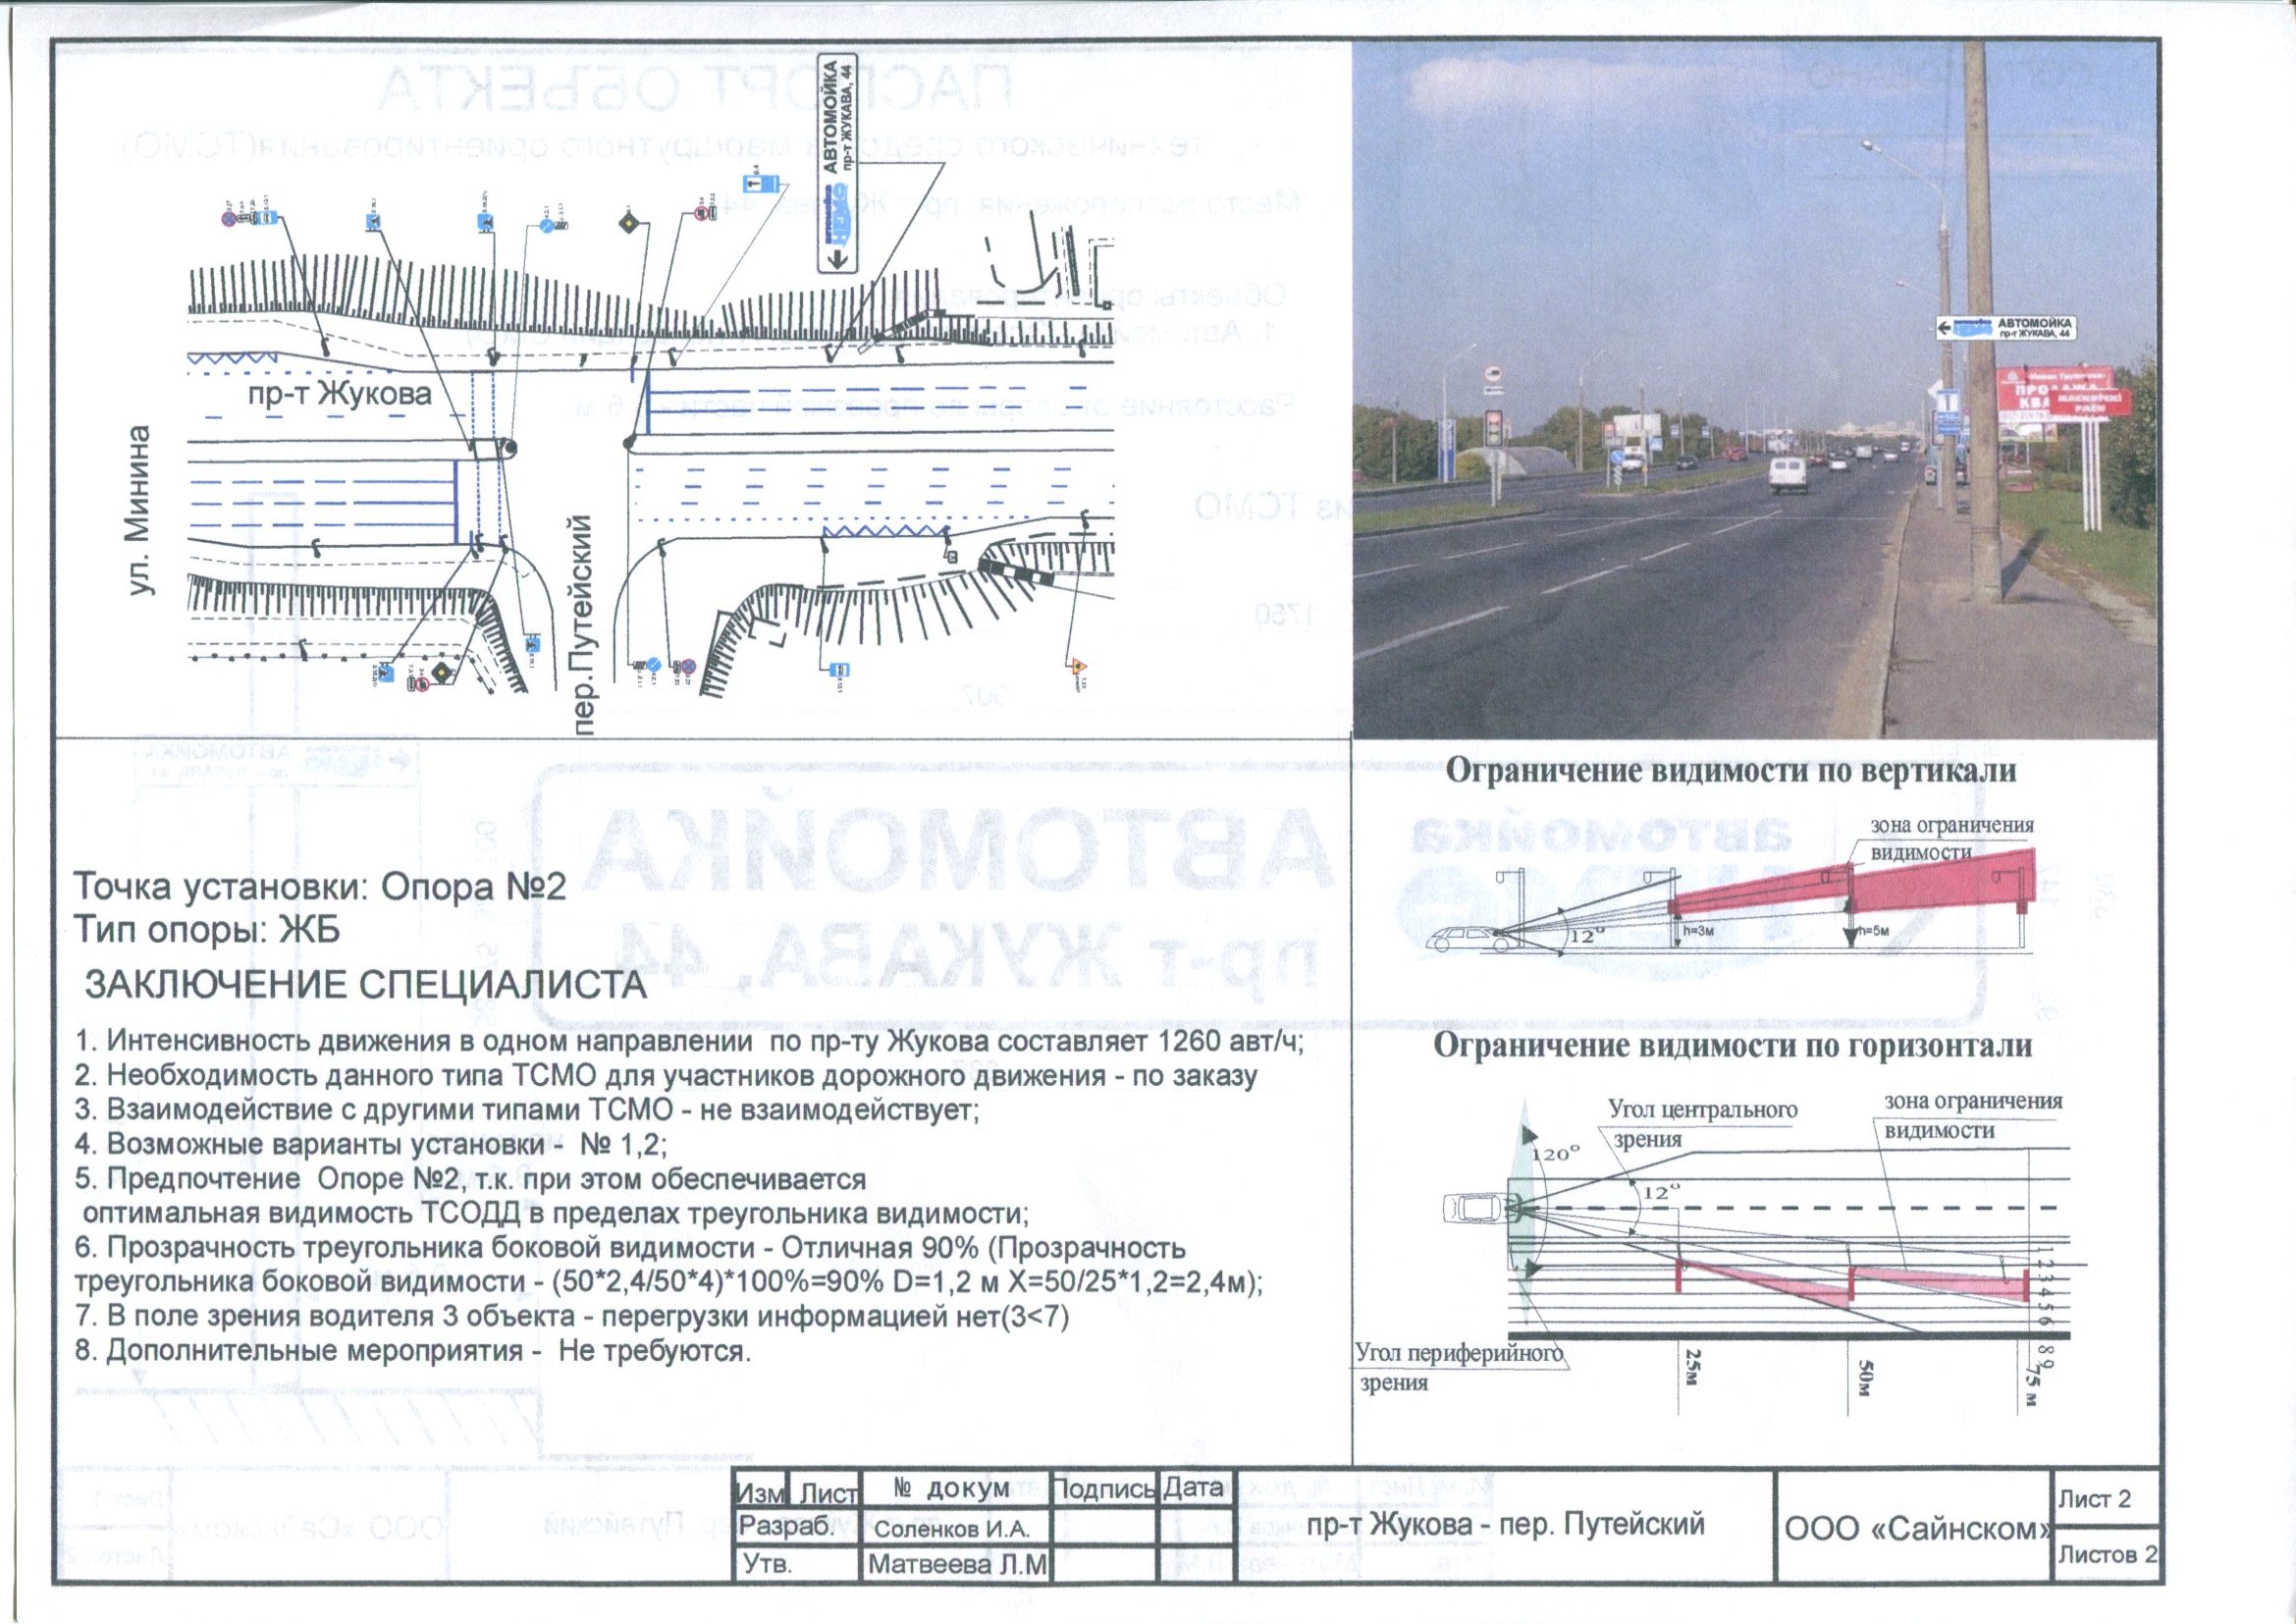 АВТОМОЙКА
пр-т ЖУКАВА, 44
пр-т Жукова
ул. Минина
пер.Путейский
АВТОМОЙКА
пр-т ЖУКАВА, 44
Точка установки: Опора №2
Тип опоры: ЖБ
ЗАКЛЮЧЕНИЕ СПЕЦИАЛИСТА
1. Интенсивность движения в одном направлении по пр-ту Жукова составляет 1260 авт/ч;
2. Необходимость данного типа ТСМО для участников дорожного движения - по заказу
3. Взаимодействие с другими типами ТСМО - не взаимодействует;
4. Возможные варианты установки - № 1,2;
5. Предпочтение Опоре №2, т.к. при этом обеспечивается
оптимальная видимость ТСОДД в пределах треугольника видимости;
6. Прозрачность треугольника боковой видимости - Отличная 90% (Прозрачность
треугольника боковой видимости - (50*2,4/50*4)*100%=90% D=1,2 м X=50/25*1,2=2,4м);
7. В поле зрения водителя 3 объекта - перегрузки информацией нет(3<7)
8. Дополнительные мероприятия - Не требуются.
Ограничение видимости по вертикали
зона ограничения
видимости
12°
h=3м
h=5м
Ограничение видимости по горизонтали
Угол центрального
зрения
зона ограничения
видимости
120°
12°
Угол периферийного
зрения
25м
50м
75 м
1 2 3 4 5 6 8 9
Изм Лист № докум Подпись Дата
Разраб. Соленков И.А.
Утв. Матвеева Л.М
пр-т Жукова - пер. Путейский
ООО «Сайнском»
Лист 2
Листов 2